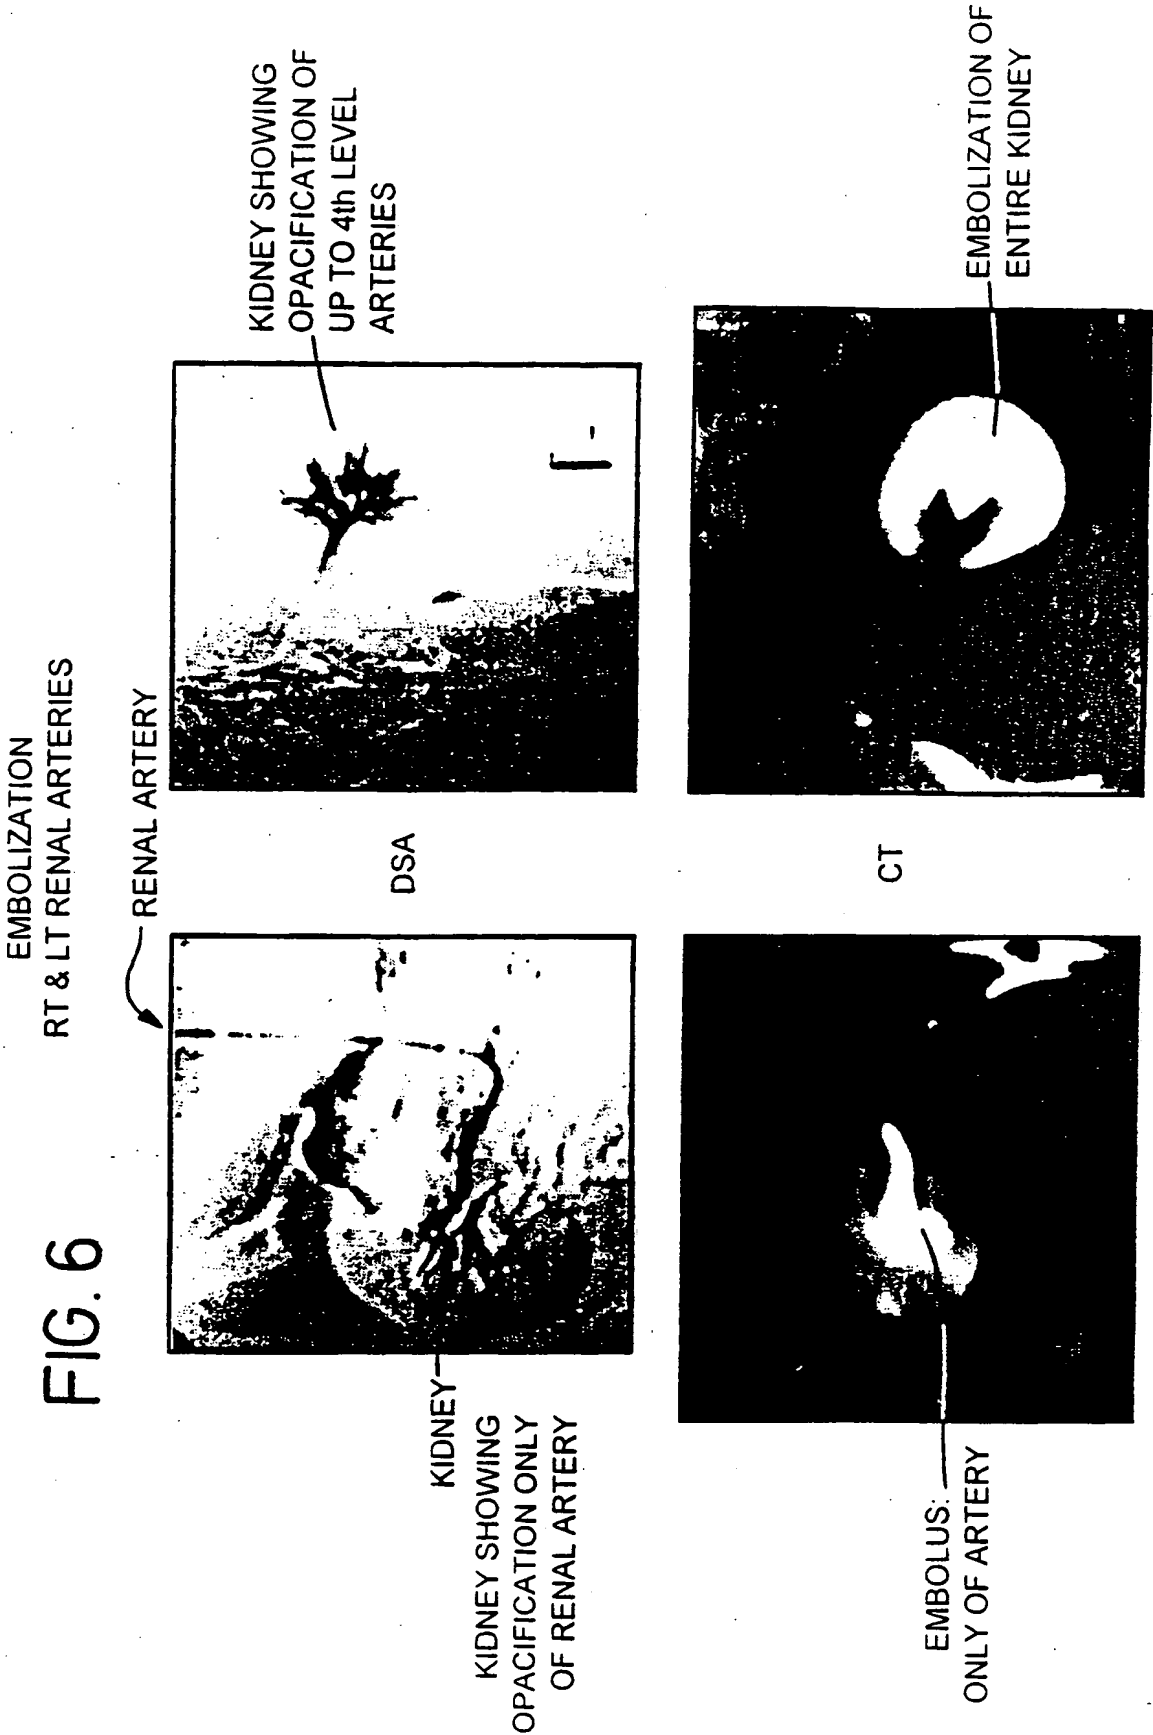 FIG. 6
EMBOLIZATION
RT & LT RENAL ARTERIES
RENAL ARTERY
KIDNEY
KIDNEY SHOWING
OPACIFICATION ONLY
OF RENAL ARTERY
DSA
KIDNEY SHOWING
OPACIFICATION OF
UP TO 4th LEVEL
ARTERIES
EMBOLUS:
ONLY OF ARTERY
CT
EMBOLIZATION OF
ENTIRE KIDNEY